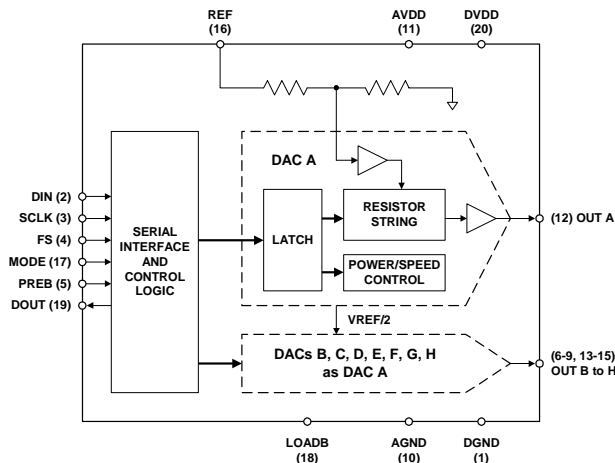 REF
(16)
AVDD
(11)
DVDD
(20)
DAC A
DIN (2)
SCLK (3)
FS (4)
MODE (17)
PREB (5)
DOUT (19)
SERIAL
INTERFACE
AND
CONTROL
LOGIC
LATCH
RESISTOR
STRING
POWER/SPEED
CONTROL
(12) OUT A
VREF/2
DACs B, C, D, E, F, G, H
as DAC A
(6-9, 13-15)
OUT B to H
LOADB
(18)
AGND
(10)
DGND
(1)